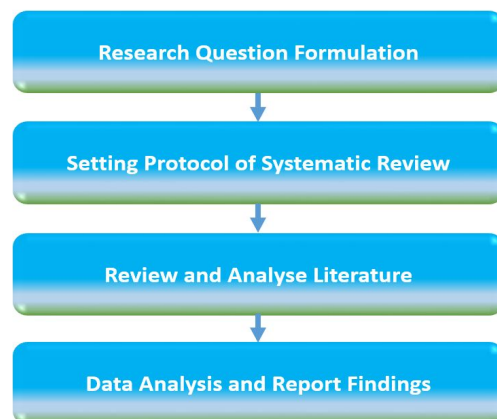 Research Question Formulation
Setting Protocol of Systematic Review
Review and Analyse Literature
Data Analysis and Report Findings